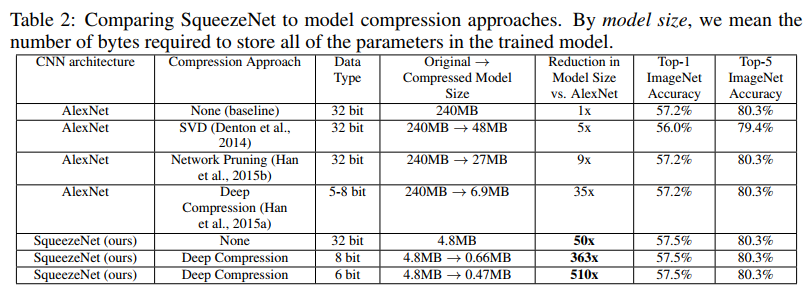 Table 2: Comparing SqueezeNet to model compression approaches. By model size, we mean the
number of bytes required to store all of the parameters in the trained model.
CNN architecture Compression Approach Data Type Original → Compressed Model Size Reduction in Model Size vs. AlexNet Top-1 ImageNet Accuracy Top-5 ImageNet Accuracy
AlexNet None (baseline) 32 bit 240MB 1x 57.2% 80.3%
AlexNet SVD (Denton et al., 2014) 32 bit 240MB → 48MB 5x 56.0% 79.4%
AlexNet Network Pruning (Han et al., 2015b) 32 bit 240MB → 27MB 9x 57.2% 80.3%
AlexNet Deep Compression (Han et al., 2015a) 5-8 bit 240MB → 6.9MB 35x 57.2% 80.3%
SqueezeNet (ours) None 32 bit 4.8MB 50x 57.5% 80.3%
SqueezeNet (ours) Deep Compression 8 bit 4.8MB → 0.66MB 363x 57.5% 80.3%
SqueezeNet (ours) Deep Compression 6 bit 4.8MB → 0.47MB 510x 57.5% 80.3%